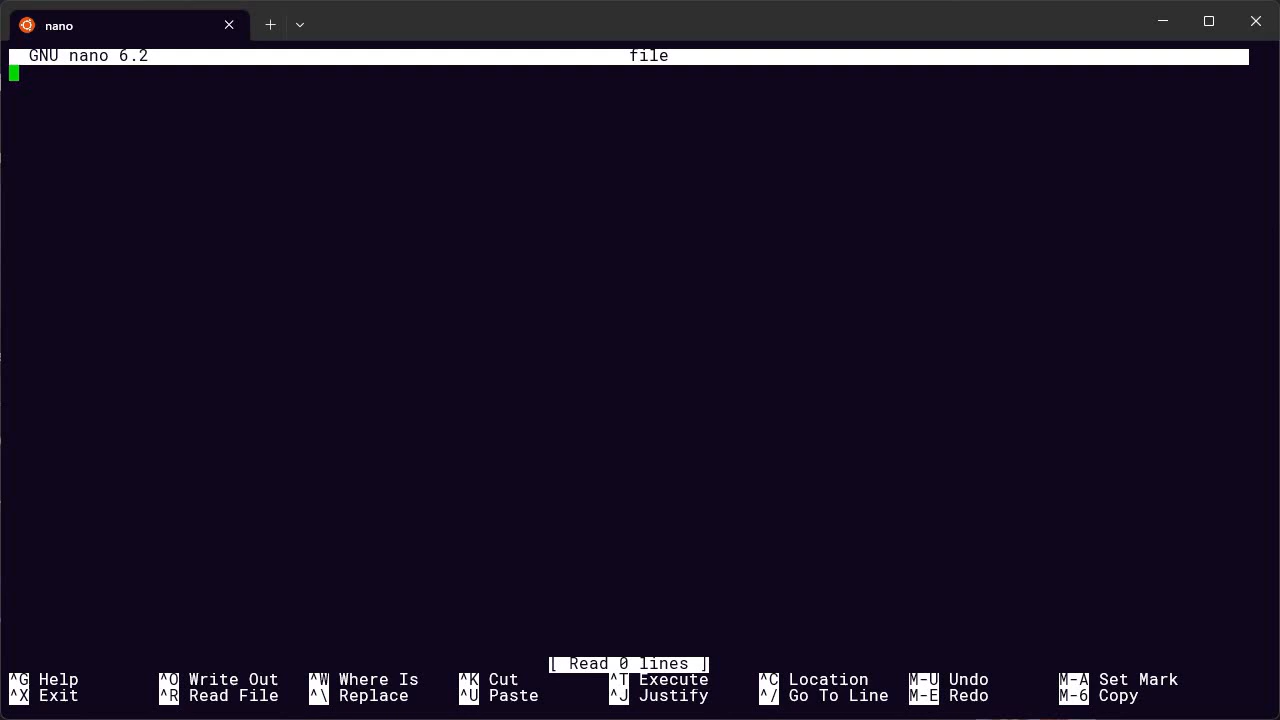 nano
GNU nano 6.2 file
[ Read 0 lines ]
^G Help ^O Write Out ^W Where Is ^K Cut ^T Execute ^C Location M-U Undo M-A Set Mark
^X Exit ^R Read File ^\ Replace ^U Paste ^J Justify ^/ Go To Line M-E Redo M-6 Copy